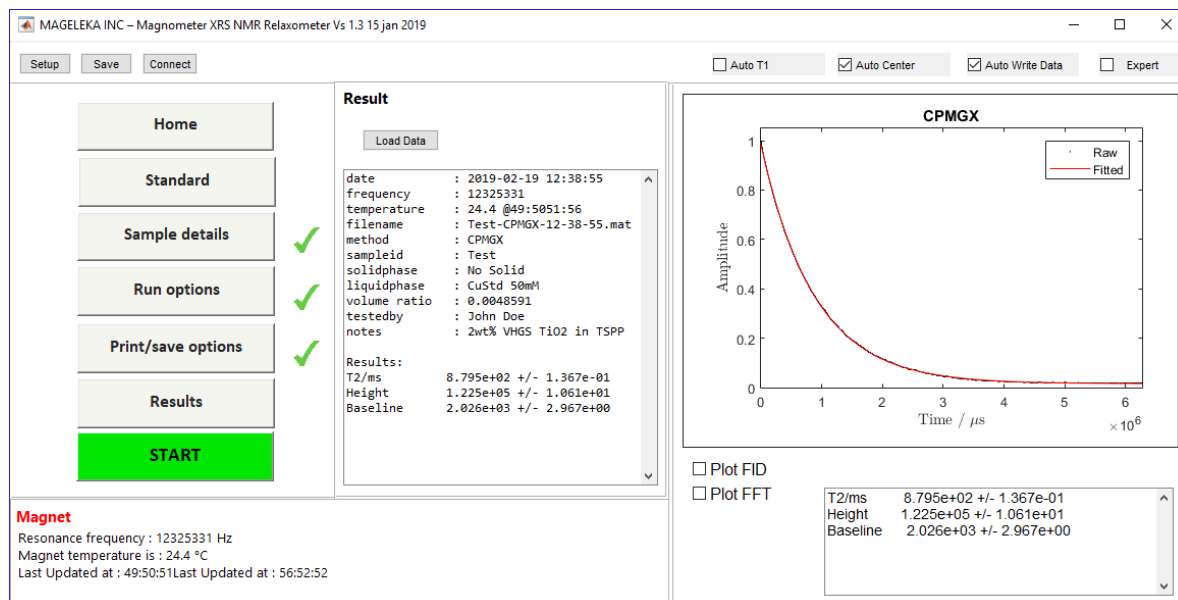 MAGELEKA INC – Magnometer XRS NMR Relaxometer Vs 1.3 15 jan 2019
Setup Save Connect Auto T1 Auto Center Auto Write Data Expert
Home
Standard
Sample details
Run options
Print/save options
Results
START
Result
Load Data
date : 2019-02-19 12:38:55
frequency : 12325331
temperature : 24.4 @49:5051:56
filename : Test-CPMGX-12-38-55.mat
method : CPMGX
sampleid : Test
solidphase : No Solid
liquidphase : CuStd 50mM
volume ratio : 0.0048591
testedby : John Doe
notes : 2wt% VHGS TiO2 in TSPP
Results:
T2/ms 8.795e+02 +/- 1.367e-01
Height 1.225e+05 +/- 1.061e+01
Baseline 2.026e+03 +/- 2.967e+00
CPMGX
Raw
Fitted
Amplitude
1
0.8
0.6
0.4
0.2
0
0 1 2 3 4 5 6
Time / μs
×10⁶
Plot FID
Plot FFT
T2/ms 8.795e+02 +/- 1.367e-01
Height 1.225e+05 +/- 1.061e+01
Baseline 2.026e+03 +/- 2.967e+00
Magnet
Resonance frequency : 12325331 Hz
Magnet temperature is : 24.4 °C
Last Updated at : 49:50:51Last Updated at : 56:52:52